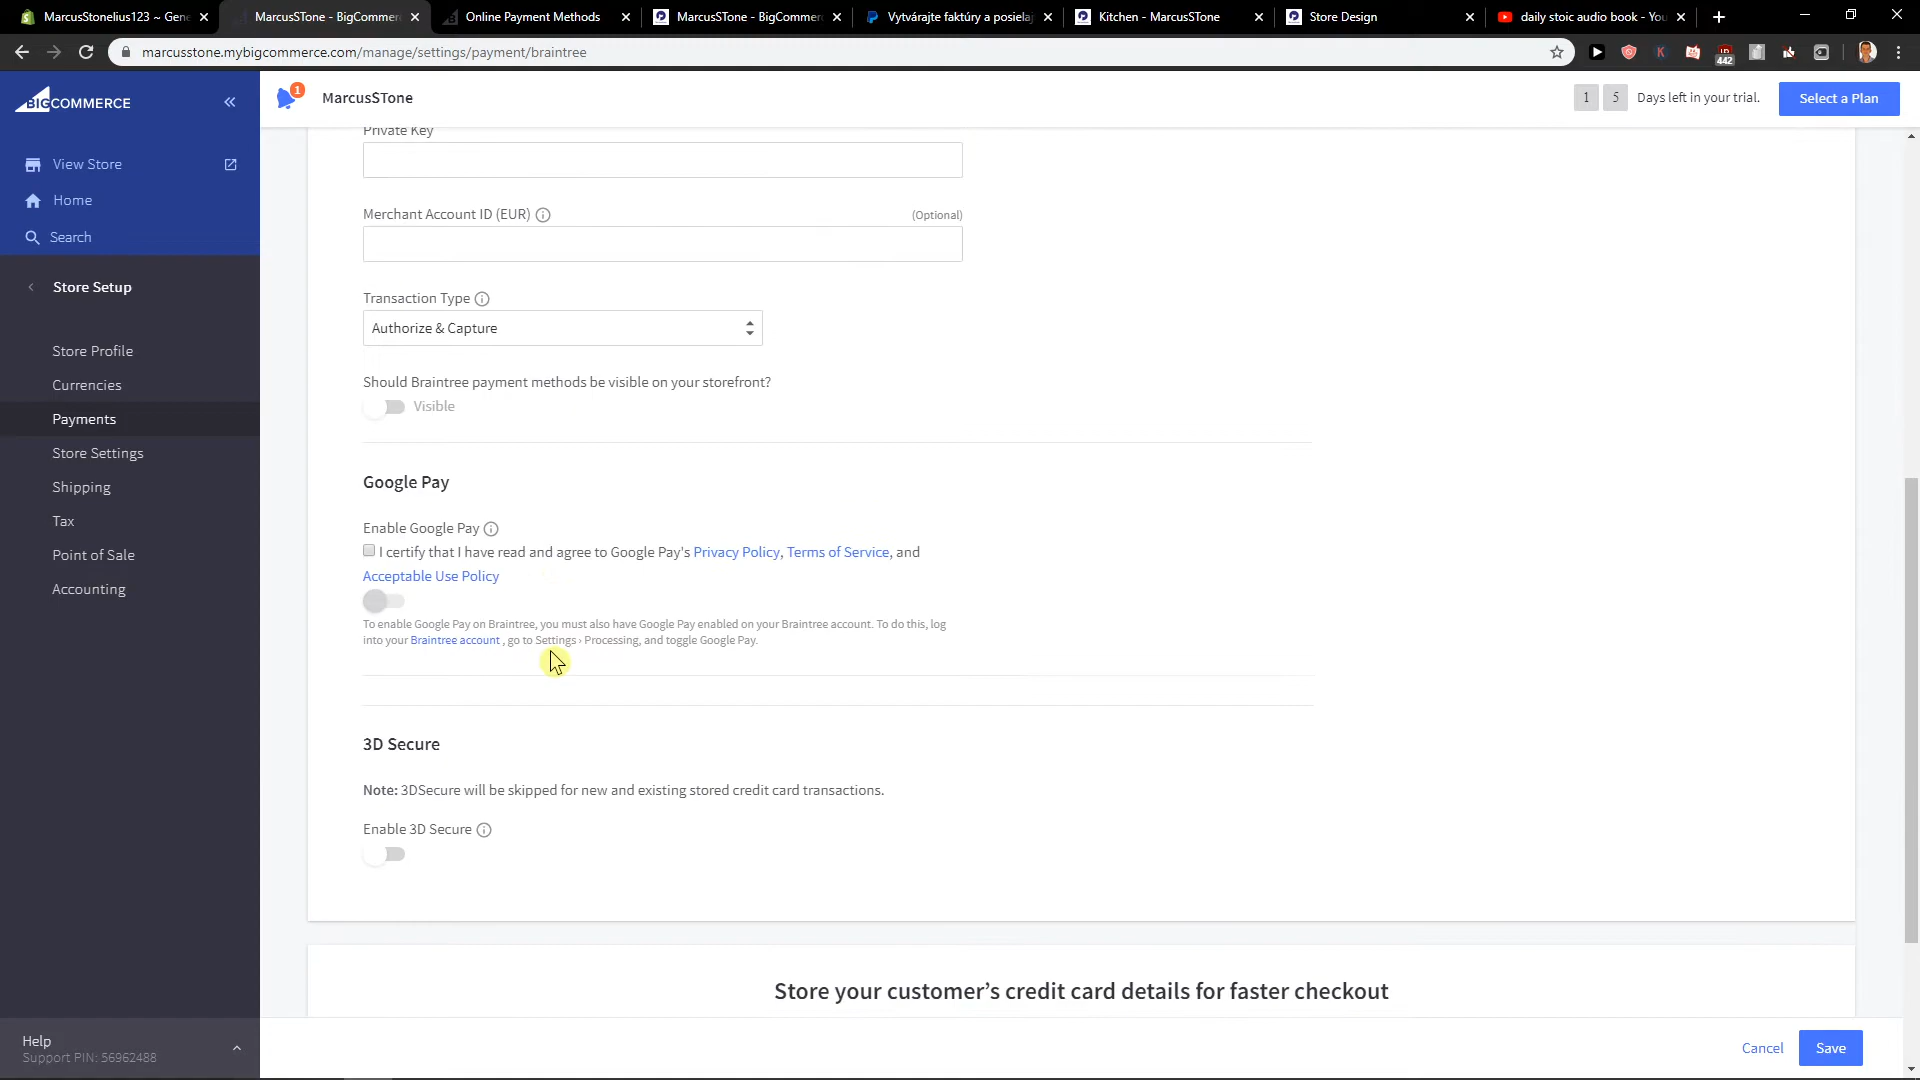 MarcusStonelius123 ~ Gene
MarcusSTone - BigCommerc
Online Payment Methods
MarcusSTone - BigCommerc
Vytvárajte faktúry a posielaj
Kitchen - MarcusSTone
Store Design
daily stoic audio book - You
marcusstone.mybigcommerce.com/manage/settings/payment/braintree
442
BIGCOMMERCE
1
MarcusSTone
1 5 Days left in your trial.
Select a Plan
View Store
Home
Search
Store Setup
Store Profile
Currencies
Payments
Store Settings
Shipping
Tax
Point of Sale
Accounting
Help
Support PIN: 56962488
Private Key
Merchant Account ID (EUR)
(Optional)
Transaction Type
Authorize & Capture
Should Braintree payment methods be visible on your storefront?
Visible
Google Pay
Enable Google Pay
I certify that I have read and agree to Google Pay's Privacy Policy, Terms of Service, and
Acceptable Use Policy
To enable Google Pay on Braintree, you must also have Google Pay enabled on your Braintree account. To do this, log
into your Braintree account , go to Settings › Processing, and toggle Google Pay.
3D Secure
Note: 3DSecure will be skipped for new and existing stored credit card transactions.
Enable 3D Secure
Store your customer’s credit card details for faster checkout
Cancel
Save